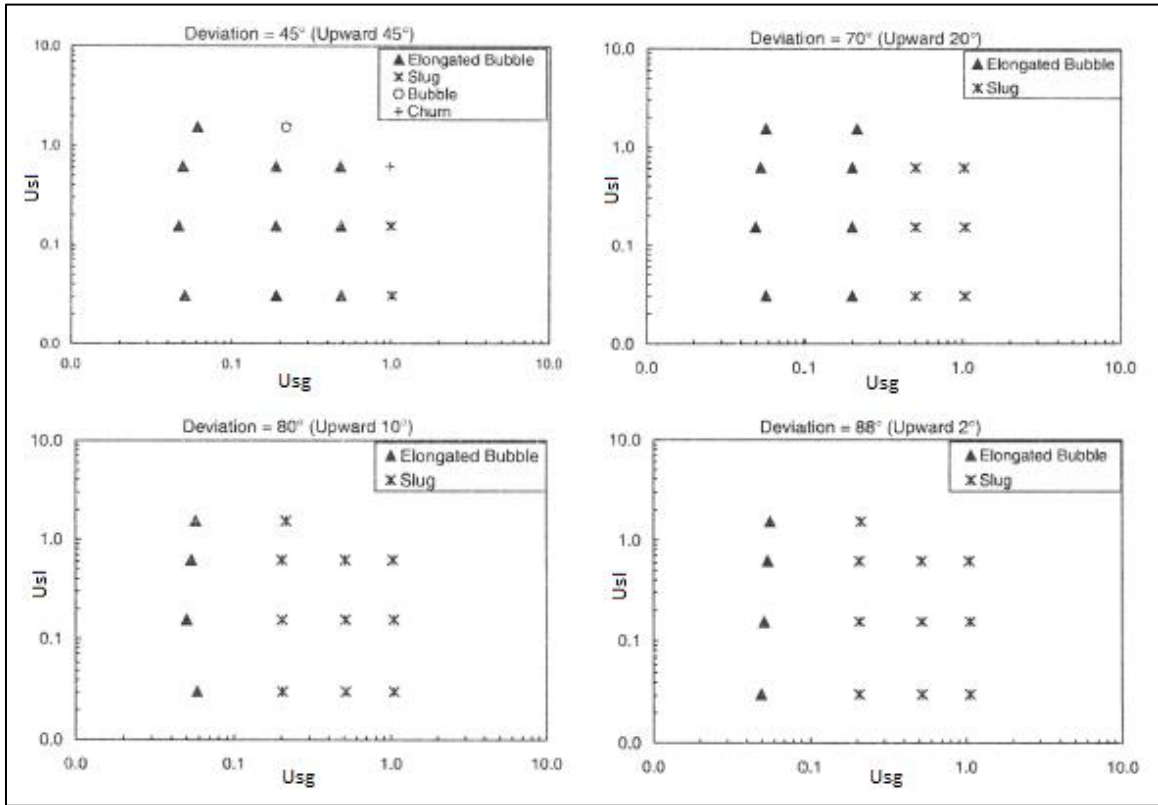 Deviation = 45° (Upward 45°)
10.0
1.0
0.1
0.0
Usl
Elongated Bubble
Slug
Bubble
Churn
0.0
0.1
1.0
10.0
Usg
Deviation = 70° (Upward 20°)
10.0
1.0
0.1
0.0
Usl
Elongated Bubble
Slug
0.0
0.1
1.0
10.0
Usg
Deviation = 80° (Upward 10°)
10.0
1.0
0.1
0.0
Usl
Elongated Bubble
Slug
0.0
0.1
1.0
10.0
Usg
Deviation = 88° (Upward 2°)
10.0
1.0
0.1
0.0
Usl
Elongated Bubble
Slug
0.0
0.1
1.0
10.0
Usg